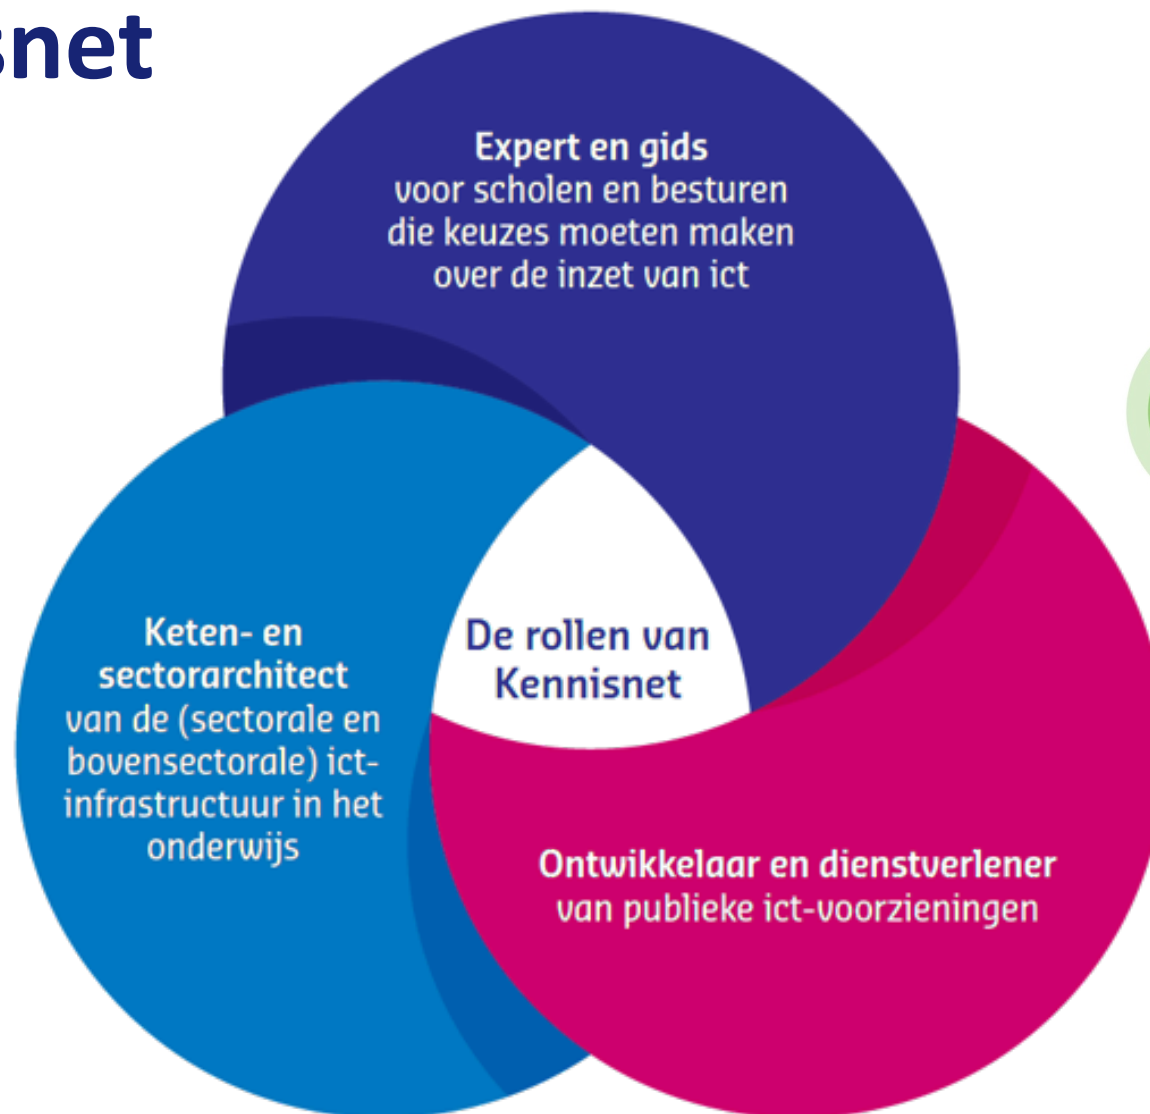 snet
Expert en gids
voor scholen en besturen
die keuzes moeten maken
over de inzet van ict
Keten- en
sectorarchitect
van de (sectorale en
bovensectorale) ict-
infrastructuur in het
onderwijs
De rollen van
Kennisnet
Ontwikkelaar en dienstverlener
van publieke ict-voorzieningen